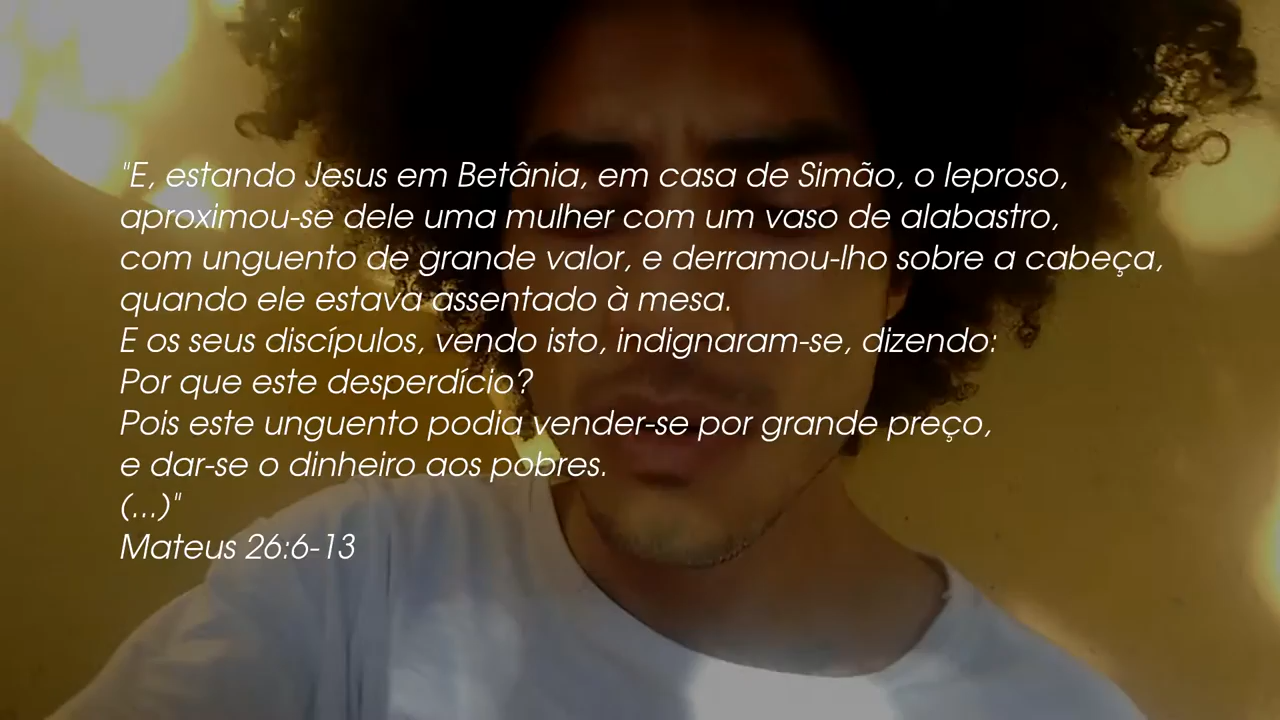 "E, estando Jesus em Betânia, em casa de Simão, o leproso,
aproximou-se dele uma mulher com um vaso de alabastro,
com unguento de grande valor, e derramou-lho sobre a cabeça,
quando ele estava assentado à mesa.
E os seus discípulos, vendo isto, indignaram-se, dizendo:
Por que este desperdício?
Pois este unguento podia vender-se por grande preço,
e dar-se o dinheiro aos pobres.
(...)"
Mateus 26:6-13